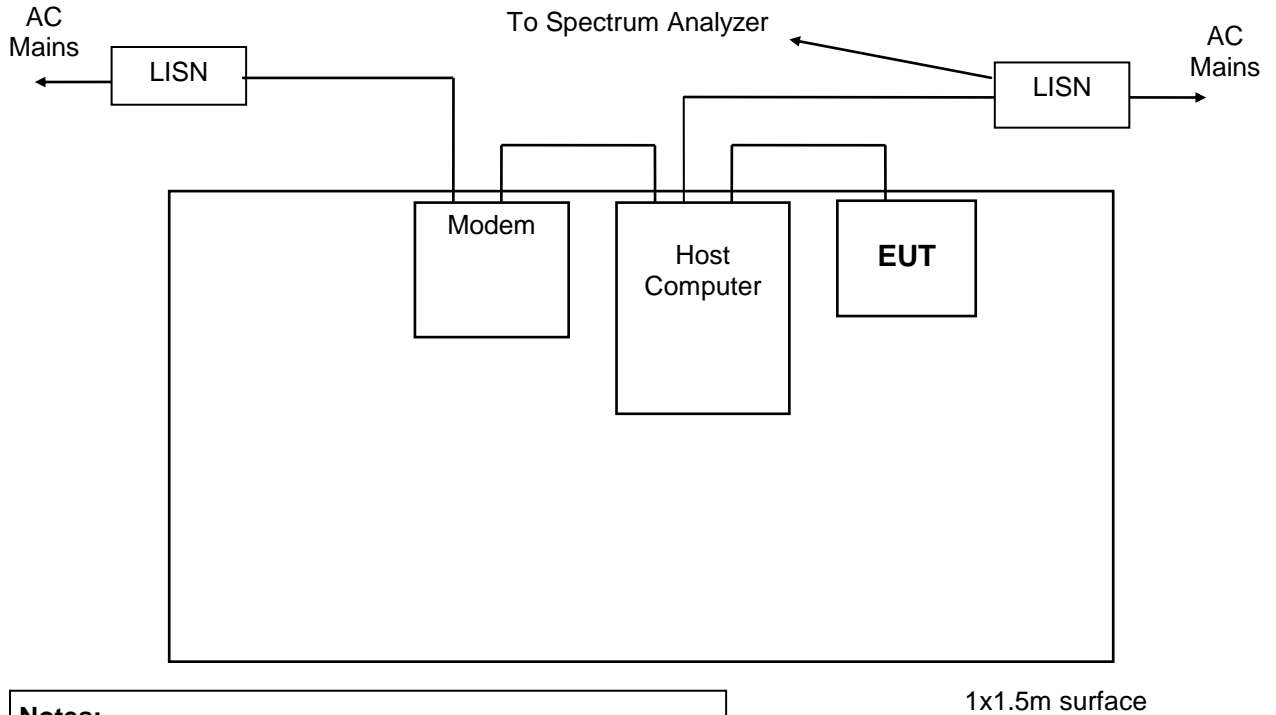 AC
Mains
LISN
To Spectrum Analyzer
LISN
AC
Mains
Modem
Host
Computer
EUT
1x1.5m surface
Notes: